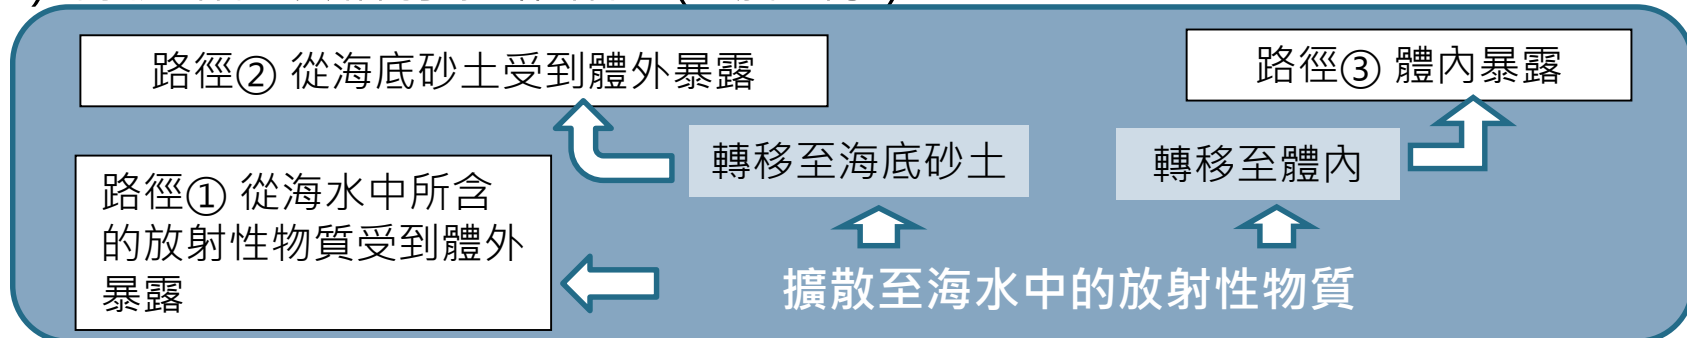 路徑② 從海底砂土受到體外暴露
路徑③ 體內暴露
轉移至海底砂土
轉移至體內
路徑① 從海水中所含
的放射性物質受到體外
暴露
擴散至海水中的放射性物質